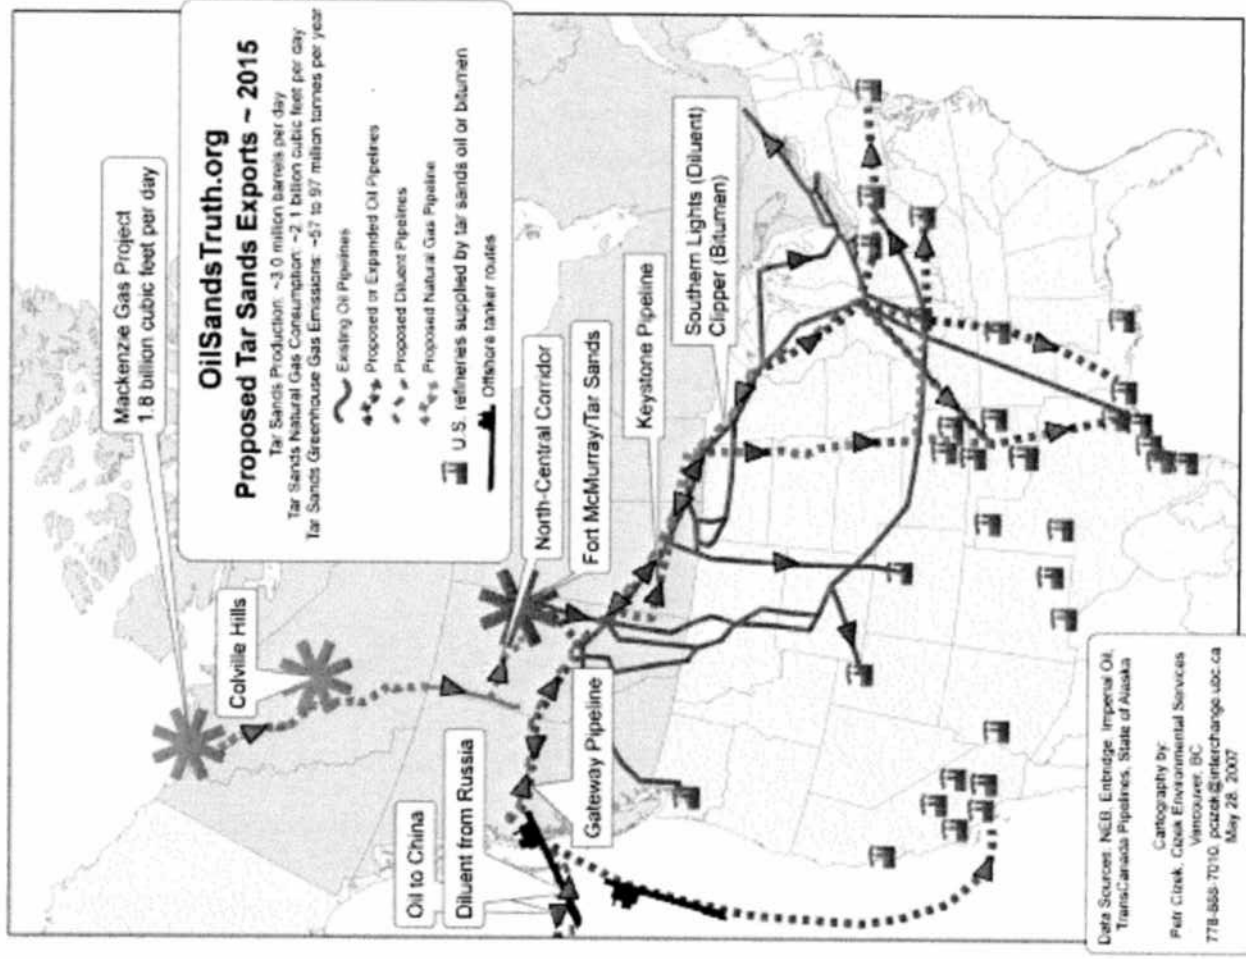 OilSandsTruth.org
Proposed Tar Sands Exports ~ 2015
Tar Sands Production: ~3.0 million barrels per day
Tar Sands Natural Gas Consumption: ~2.1 billion cubic feet per day
Tar Sands Greenhouse Gas Emissions: ~57 to 97 million tonnes per year
Existing Oil Pipelines
Proposed or Expanded Oil Pipelines
Proposed Diluent Pipelines
Proposed Natural Gas Pipeline
U.S. refineries supplied by tar sands oil or bitumen
Offshore tanker routes
Mackenzie Gas Project
1.8 billion cubic feet per day
Colville Hills
North-Central Corridor
Fort McMurray/Tar Sands
Keystone Pipeline
Southern Lights (Diluent)
Clipper (Bitumen)
Oil to China
Diluent from Russia
Gateway Pipeline
Data Sources: NEB, Enbridge, Imperial Oil,
TransCanada Pipelines, State of Alaska
Cartography by:
Petr Cizek, Cizek Environmental Services
Vancouver, BC
778-888-7010, pcizek@interchange.ubc.ca
May 28, 2007